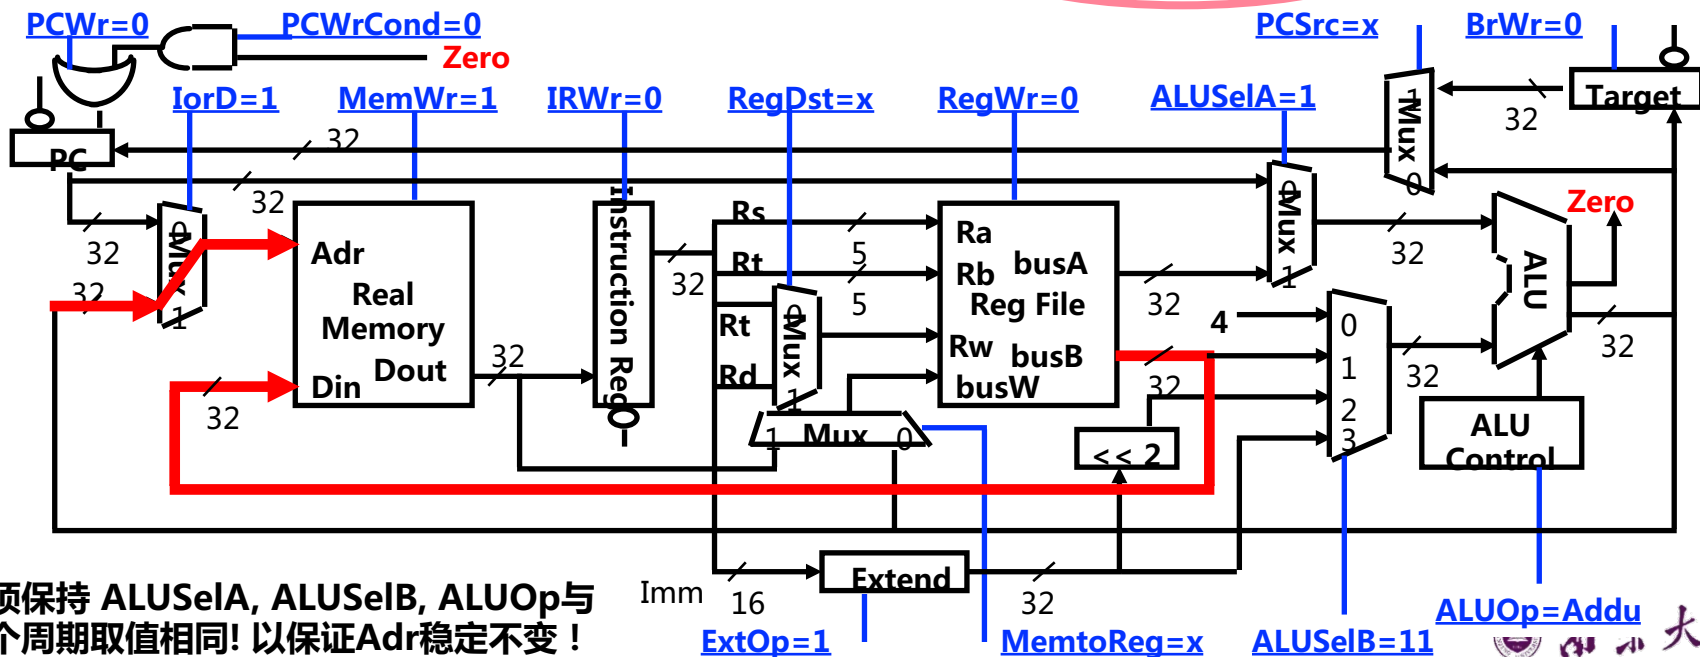 PCWr=0
PCWrCond=0
PCSrc=x
BrWr=0
Zero
IorD=1
MemWr=1
IRWr=0
RegDst=x
RegWr=0
ALUSelA=1
1
Mux
0
Target
32
PC
32
32
32
0
Mux
1
32
Adr
Real
Memory
Dout
Din
32
32
Instruction Reg
32
Rs
5
Rt
5
Rt
Rd
0
Mux
1
Ra
Rb
busA
Reg File
Rw
busB
busW
32
32
0
Mux
1
32
4
0
1
2
3
32
ALU
Zero
32
1
Mux
0
<< 2
ALU
Control
须保持 ALUSelA, ALUSelB, ALUOp与
个周期取值相同! 以保证Adr稳定不变！
Imm
16
Extend
32
ExtOp=1
MemtoReg=x
ALUSelB=11
ALUOp=Addu
大